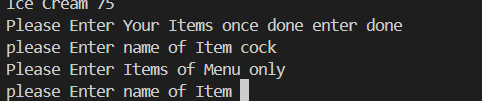 Ice Cream 75
Please Enter Your Items once done enter done
please Enter name of Item cock
Please Enter Items of Menu only
please Enter name of Item